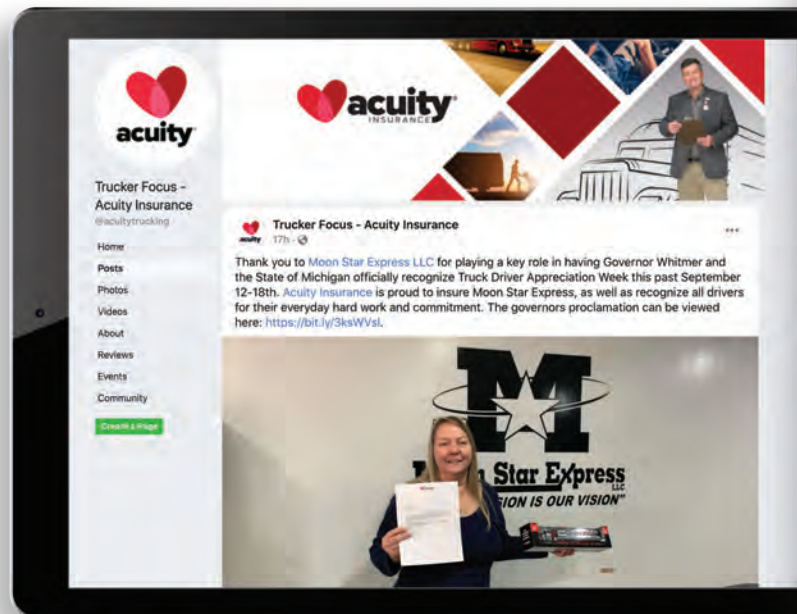 acuity
Trucker Focus -
Acuity Insurance
@acuitytrucking
Home
Posts
Photos
Videos
About
Reviews
Events
Community
Create a Page
acuity
INSURANCE
acuity
Trucker Focus - Acuity Insurance
17h
Thank you to Moon Star Express LLC for playing a key role in having Governor Whitmer and
the State of Michigan officially recognize Truck Driver Appreciation Week this past September
12-18th. Acuity Insurance is proud to insure Moon Star Express, as well as recognize all drivers
for their everyday hard work and commitment. The governors proclamation can be viewed
here: https://bit.ly/3ksWVsl.
M
Star Express
LLC
ION IS OUR VISION"
acuity